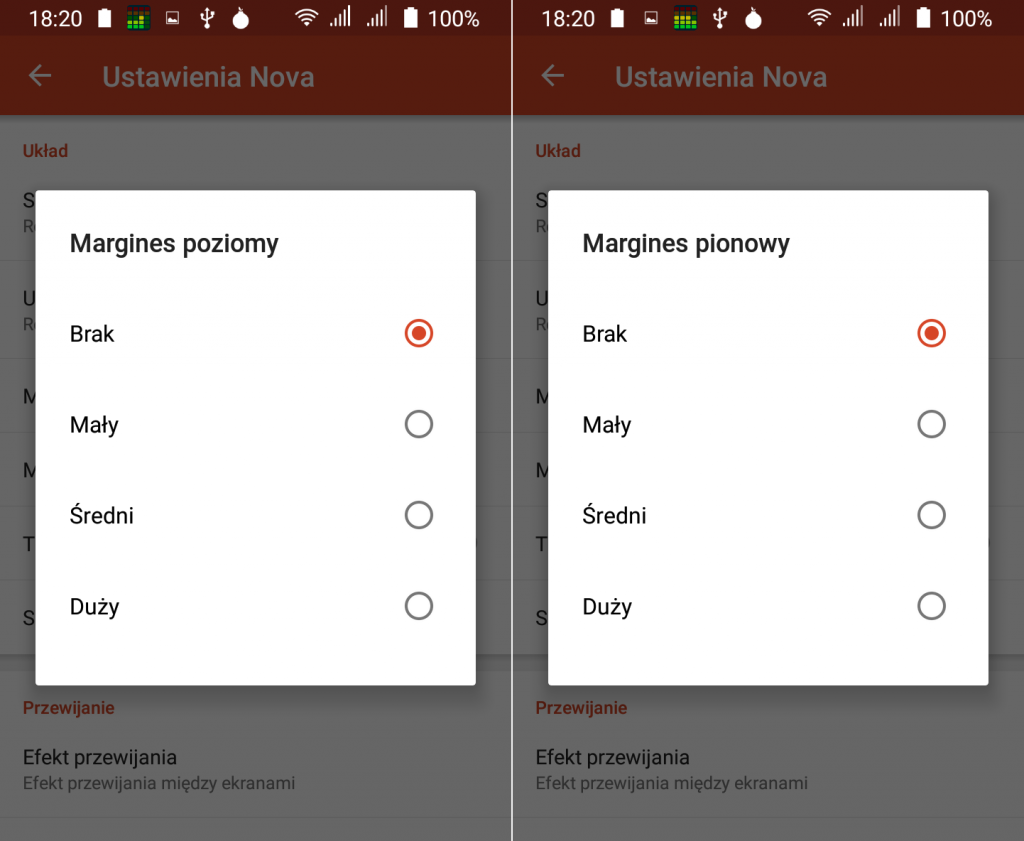 18:20 100%
Ustawienia Nova
Układ
S
R
Margines poziomy
U
R
Brak
M
Mały
M
Średni
T
Duży
S
Przewijanie
Efekt przewijania
Efekt przewijania między ekranami
18:20 100%
Ustawienia Nova
Układ
S
R
Margines pionowy
U
R
Brak
M
Mały
M
Średni
T
Duży
S
Przewijanie
Efekt przewijania
Efekt przewijania między ekranami